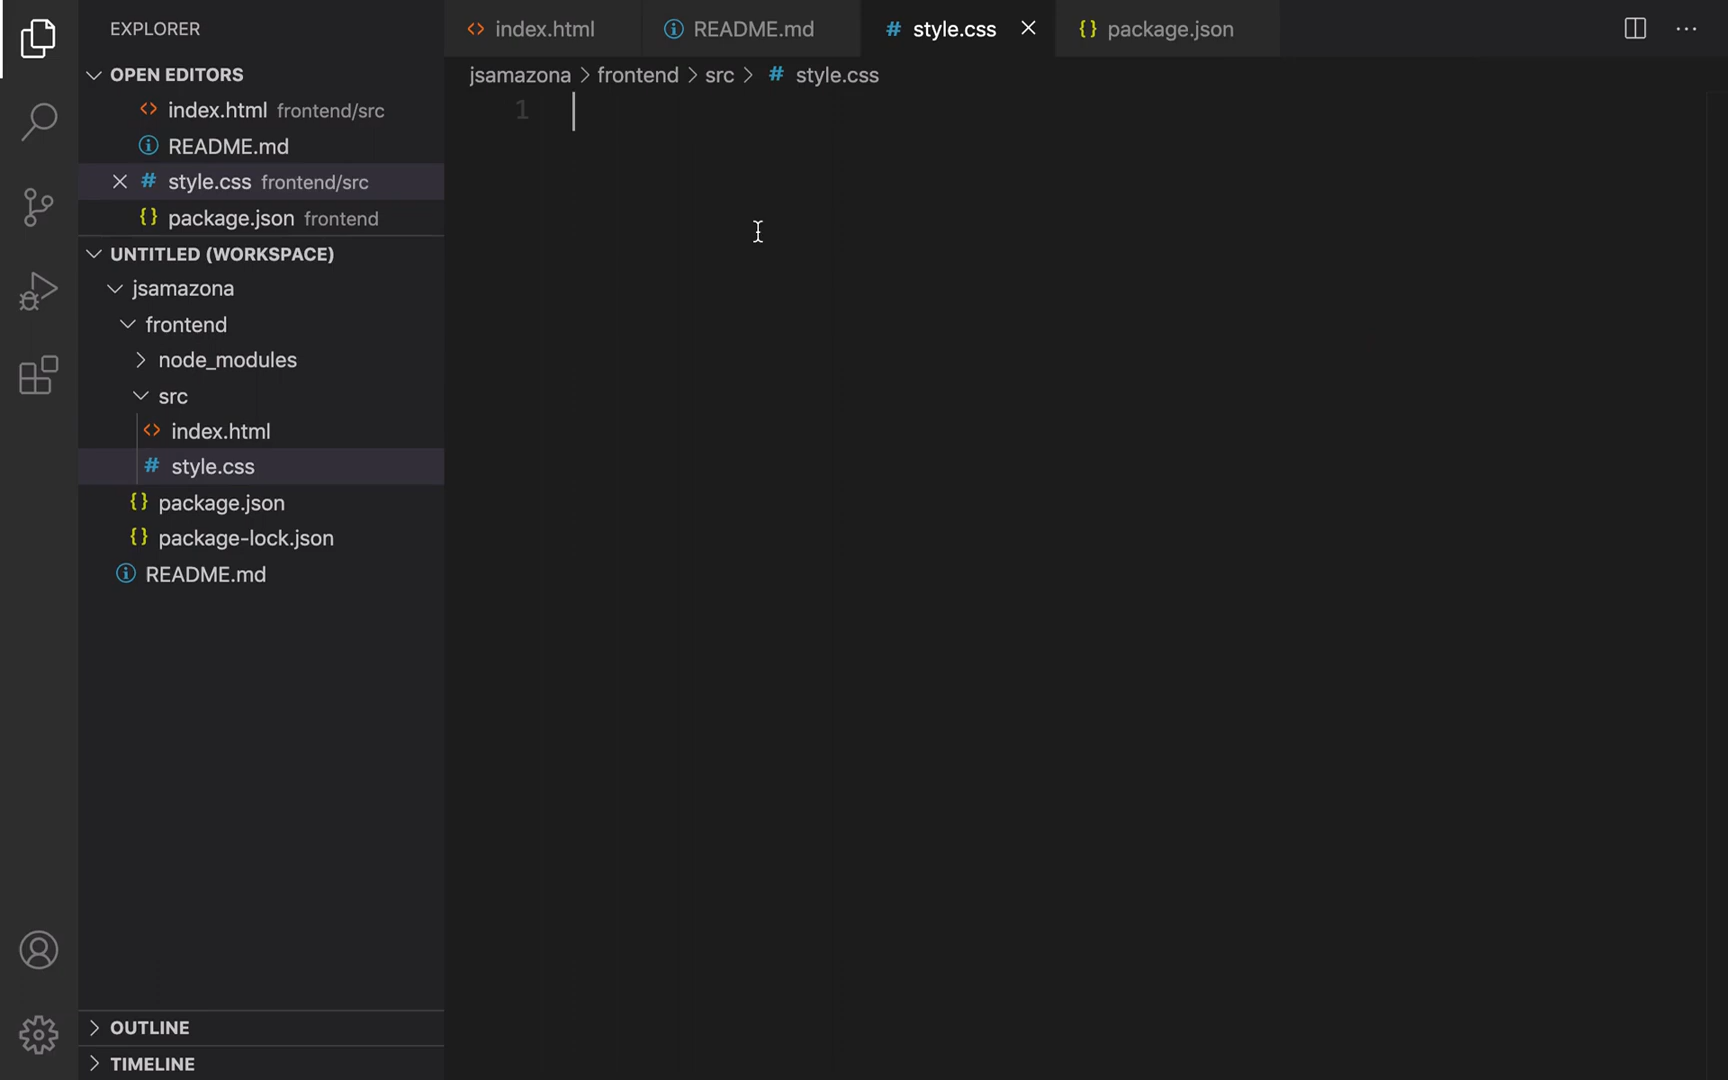 EXPLORER
OPEN EDITORS
index.html frontend/src
README.md
style.css frontend/src
package.json frontend
UNTITLED (WORKSPACE)
jsamazona
frontend
node_modules
src
index.html
style.css
package.json
package-lock.json
README.md
OUTLINE
TIMELINE
index.html README.md style.css package.json
jsamazona > frontend > src > # style.css
1